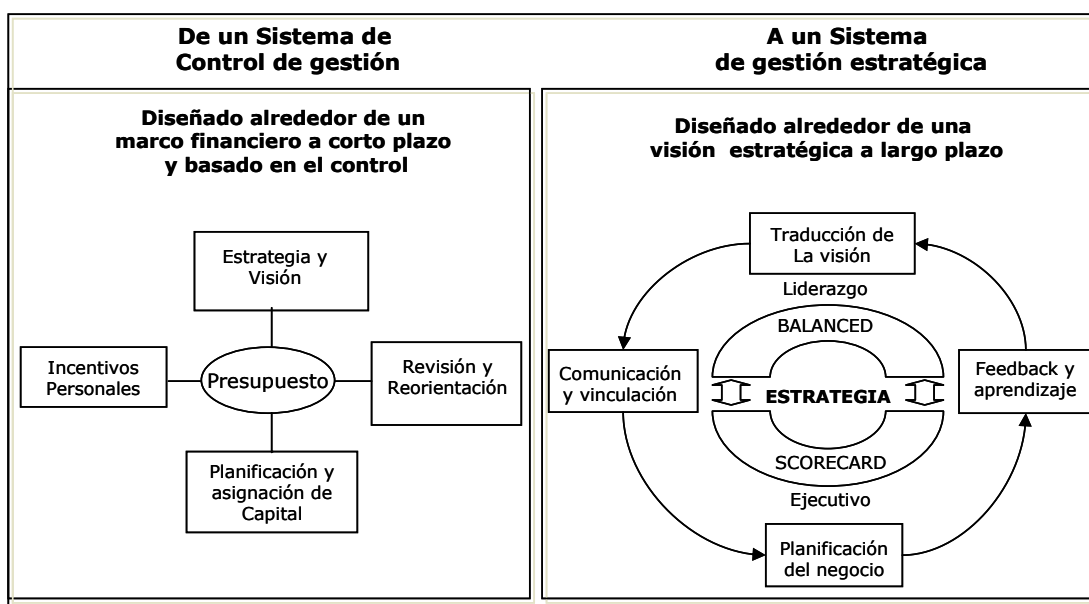 De un Sistema de
Control de gestión
Diseñado alrededor de un
marco financiero a corto plazo
y basado en el control
Estrategia y
Visión
Incentivos
Personales
Presupuesto
Revisión y
Reorientación
Planificación y
asignación de
Capital
A un Sistema
de gestión estratégica
Diseñado alrededor de una
visión estratégica a largo plazo
Traducción de
La visión
Liderazgo
BALANCED
Comunicación
y vinculación
ESTRATEGIA
Feedback y
aprendizaje
SCORECARD
Ejecutivo
Planificación
del negocio